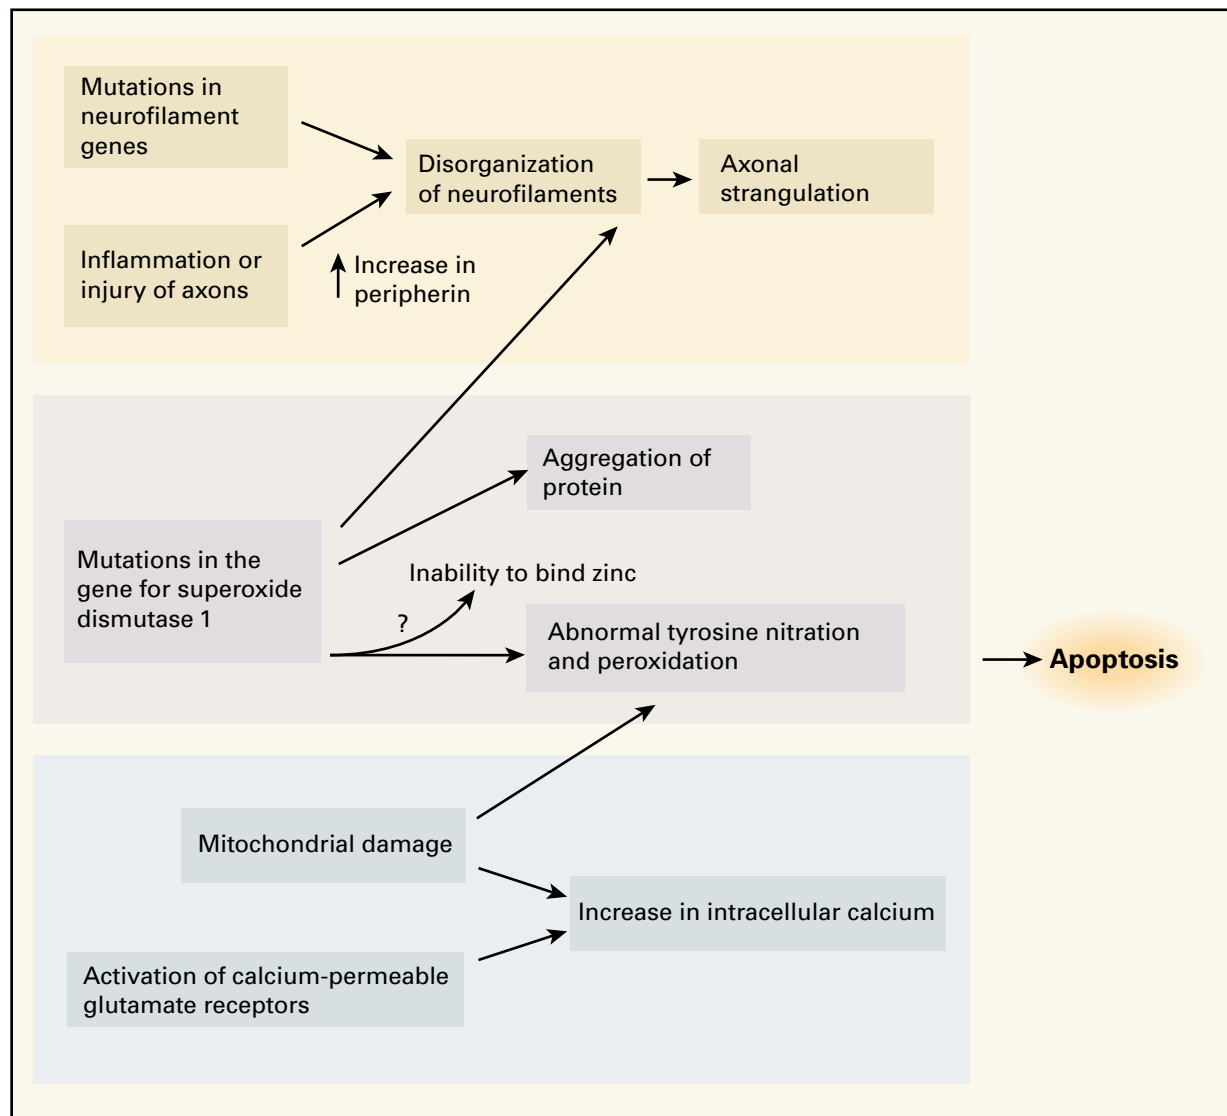 Mutations in
neurofilament
genes
Disorganization
of neurofilaments
Axonal
strangulation
Inflammation or
injury of axons
Increase in
peripherin
Aggregation of
protein
Mutations in the
gene for superoxide
dismutase 1
Inability to bind zinc
?
Abnormal tyrosine nitration
and peroxidation
Apoptosis
Mitochondrial damage
Increase in intracellular calcium
Activation of calcium-permeable
glutamate receptors